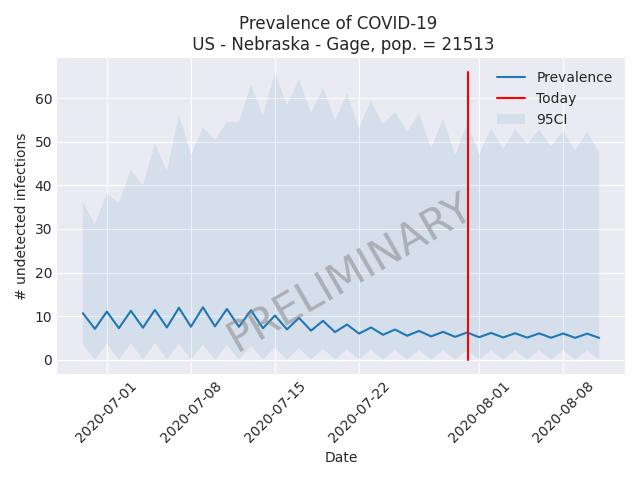 Prevalence of COVID-19
US - Nebraska - Gage, pop. = 21513
Prevalence
Today
95CI
60
50
40
30
20
10
0
# undetected infections
PRELIMINARY
2020-07-01
2020-07-08
2020-07-15
2020-07-22
2020-08-01
2020-08-08
Date